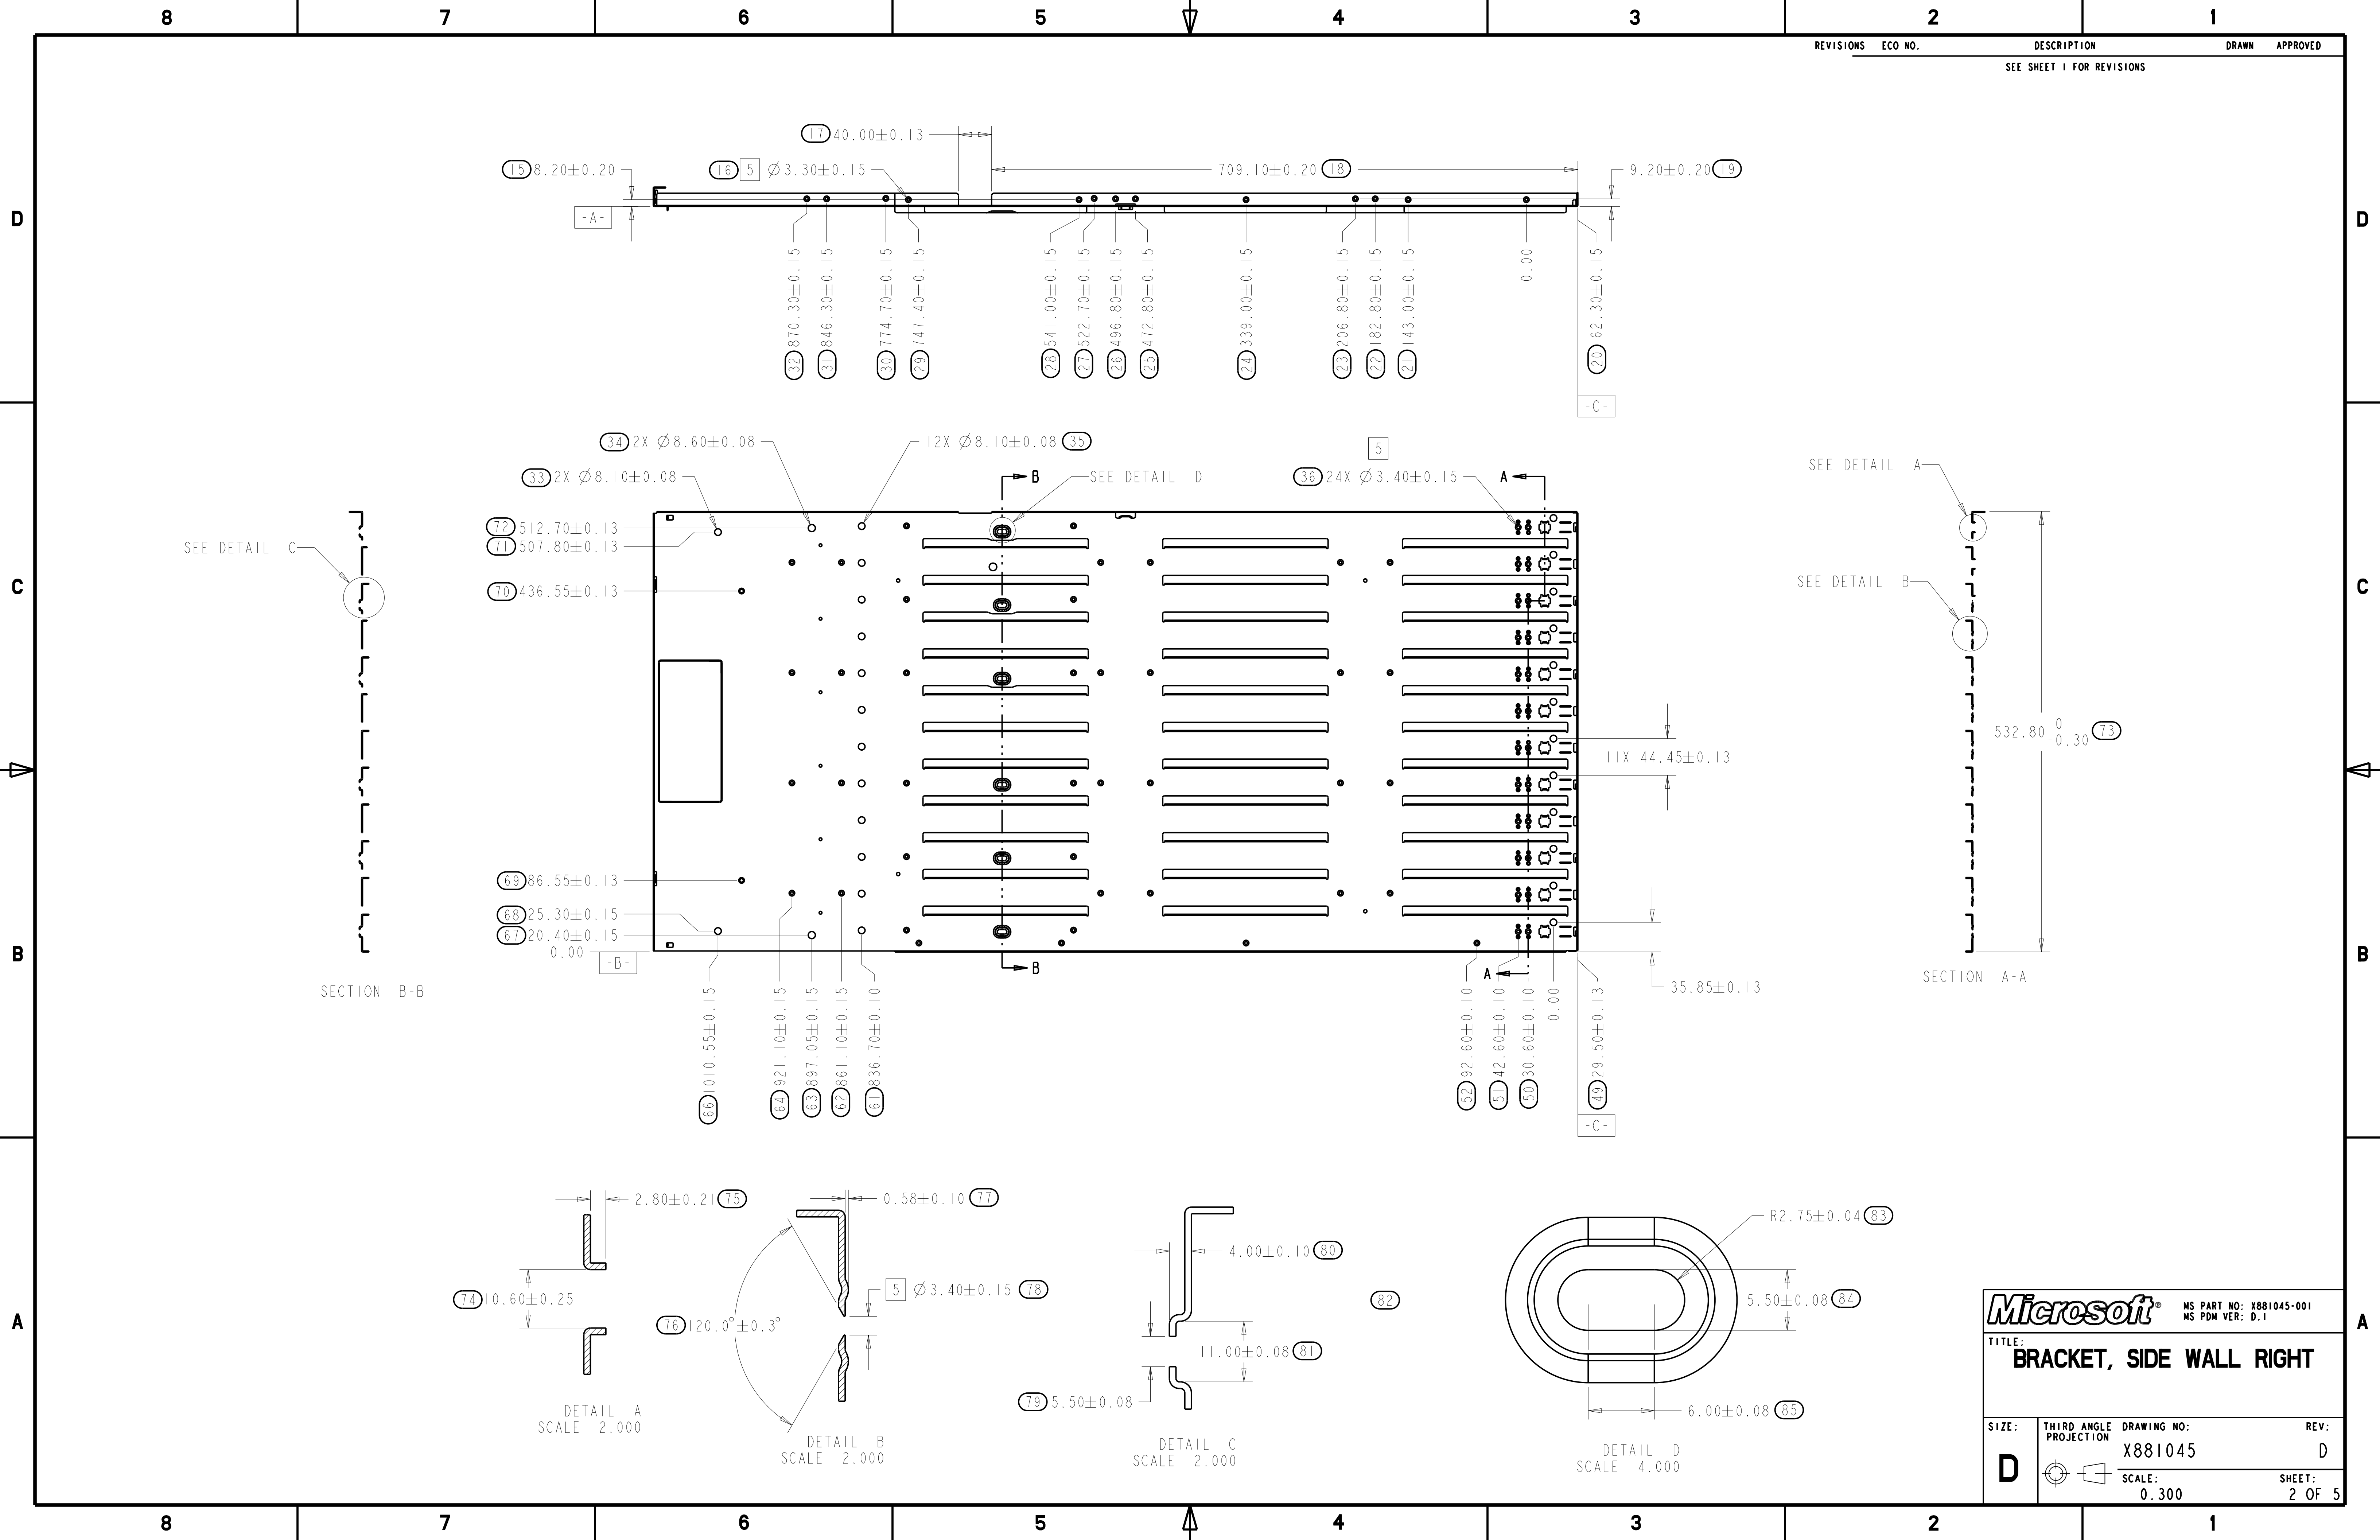 8 7 6 5 4 3 2 1
REVISIONS ECO NO. DESCRIPTION DRAWN APPROVED
SEE SHEET 1 FOR REVISIONS
D
D
17 40.00±0.13
15 8.20±0.20
16 5 Ø3.30±0.15
709.10±0.20 18
9.20±0.20 19
-A-
32 870.30±0.15
31 846.30±0.15
30 774.70±0.15
29 747.40±0.15
28 541.00±0.15
27 522.70±0.15
26 496.80±0.15
25 472.80±0.15
24 339.00±0.15
23 206.80±0.15
22 182.80±0.15
21 143.00±0.15
0.00
20 62.30±0.15
-C-
34 2X Ø8.60±0.08
12X Ø8.10±0.08 35
5
33 2X Ø8.10±0.08
B
SEE DETAIL D
36 24X Ø3.40±0.15
A
SEE DETAIL A
72 512.70±0.13
71 507.80±0.13
SEE DETAIL C
SEE DETAIL B
C
C
70 436.55±0.13
532.80 0 -0.30 73
11X 44.45±0.13
69 86.55±0.13
68 25.30±0.15
67 20.40±0.15
0.00
-B-
B
B
B
A
SECTION B-B
SECTION A-A
35.85±0.13
66 1010.55±0.15
64 921.10±0.15
63 897.05±0.15
62 861.10±0.15
61 836.70±0.10
52 92.60±0.10
51 42.60±0.10
50 30.60±0.10
0.00
49 29.50±0.13
-C-
2.80±0.21 75
0.58±0.10 77
R2.75±0.04 83
4.00±0.10 80
5 Ø3.40±0.15 78
74 10.60±0.25
82
5.50±0.08 84
76 120.0°±0.3°
11.00±0.08 81
79 5.50±0.08
6.00±0.08 85
DETAIL A
SCALE 2.000
DETAIL B
SCALE 2.000
DETAIL C
SCALE 2.000
DETAIL D
SCALE 4.000
A
A
Microsoft®
MS PART NO: X881045-001
MS PDM VER: D.1
TITLE:
BRACKET, SIDE WALL RIGHT
SIZE:
D
THIRD ANGLE
PROJECTION
DRAWING NO:
X881045
REV:
D
SCALE:
0.300
SHEET:
2 OF 5
8 7 6 5 4 3 2 1